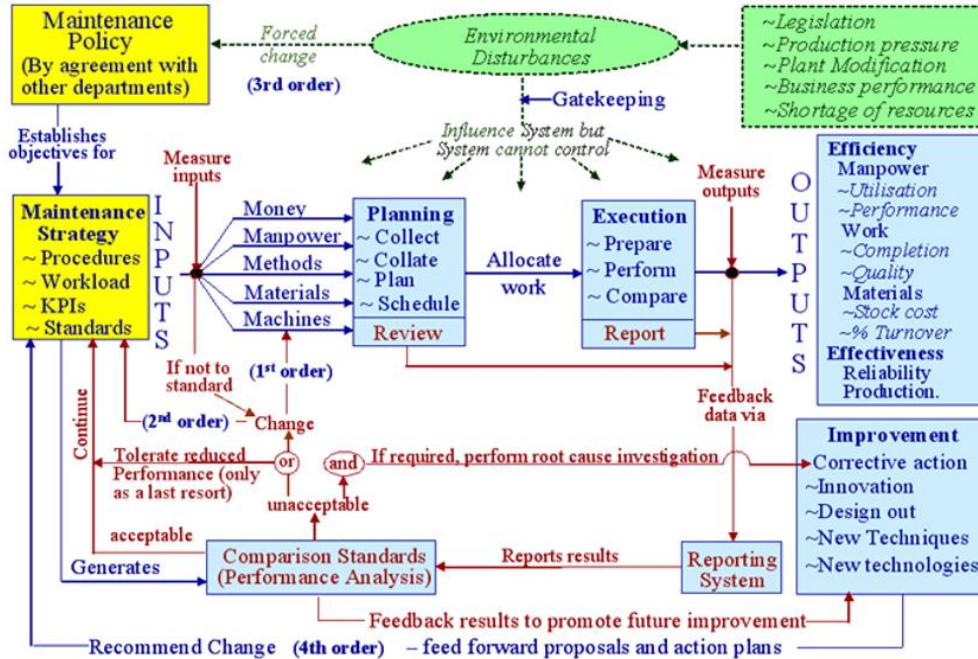 Maintenance
Policy
(By agreement with
other departments)
Forced
change
(3rd order)
Environmental
Disturbances
~Legislation
~Production pressure
~Plant Modification
~Business performance
~Shortage of resources
Gatekeeping
Influence System but
System cannot control
Establishes
objectives for
Measure
inputs
Measure
outputs
Maintenance
Strategy
~ Procedures
~ Workload
~ KPIs
~ Standards
INPUTS
Money
Manpower
Methods
Materials
Machines
Planning
~ Collect
~ Collate
~ Plan
~ Schedule
Review
Allocate
work
Execution
~ Prepare
~ Perform
~ Compare
Report
OUTPUTS
Efficiency
Manpower
~Utilisation
~Performance
Work
~Completion
~Quality
Materials
~Stock cost
~% Turnover
Effectiveness
Reliability
Production.
If not to
standard
(1st order)
(2nd order)
Change
Continue
Feedback
data via
Tolerate reduced
Performance (only
as a last resort)
or
and
If required, perform root cause investigation
unacceptable
acceptable
Improvement
Corrective action
~Innovation
~Design out
~New Techniques
~New technologies
Generates
Comparison Standards
(Performance Analysis)
Reports results
Reporting
System
Feedback results to promote future improvement
Recommend Change (4th order) – feed forward proposals and action plans